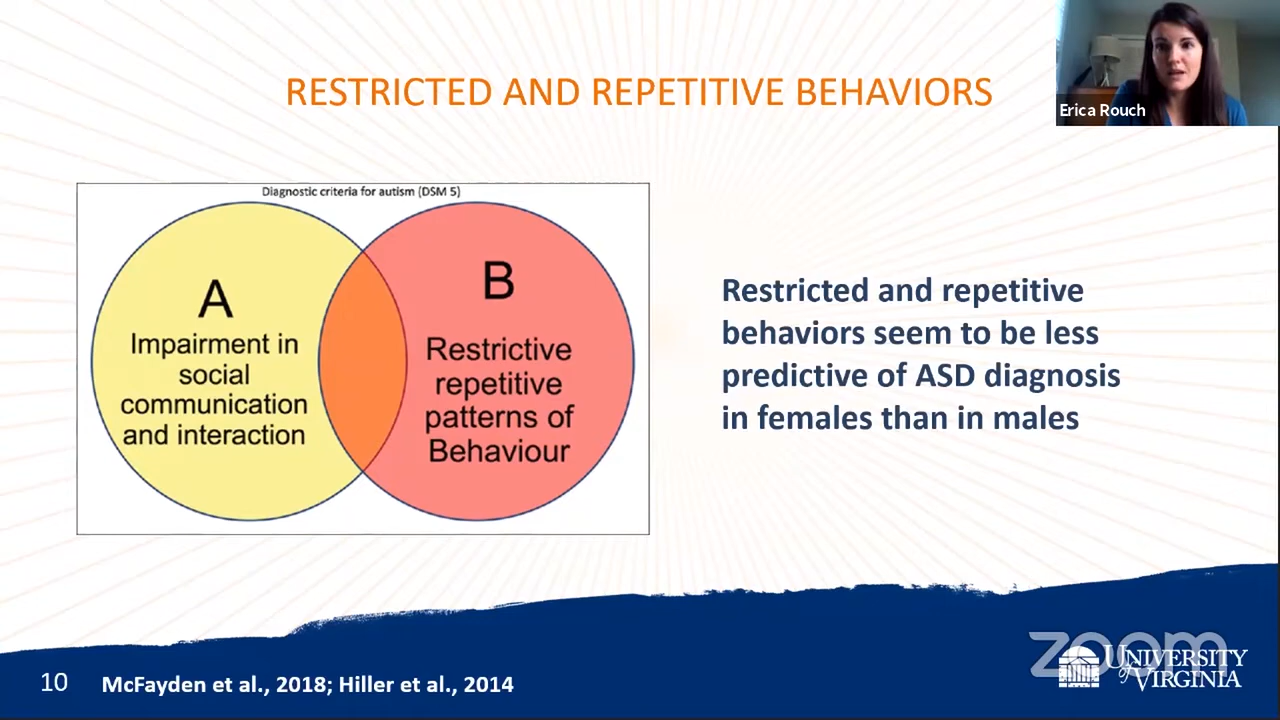 RESTRICTED AND REPETITIVE BEHAVIORS
Erica Rouch
Diagnostic criteria for autism (DSM 5)
A
Impairment in
social
communication
and interaction
B
Restrictive
repetitive
patterns of
Behaviour
Restricted and repetitive
behaviors seem to be less
predictive of ASD diagnosis
in females than in males
10
McFayden et al., 2018; Hiller et al., 2014
zoom
UNIVERSITY
VIRGINIA